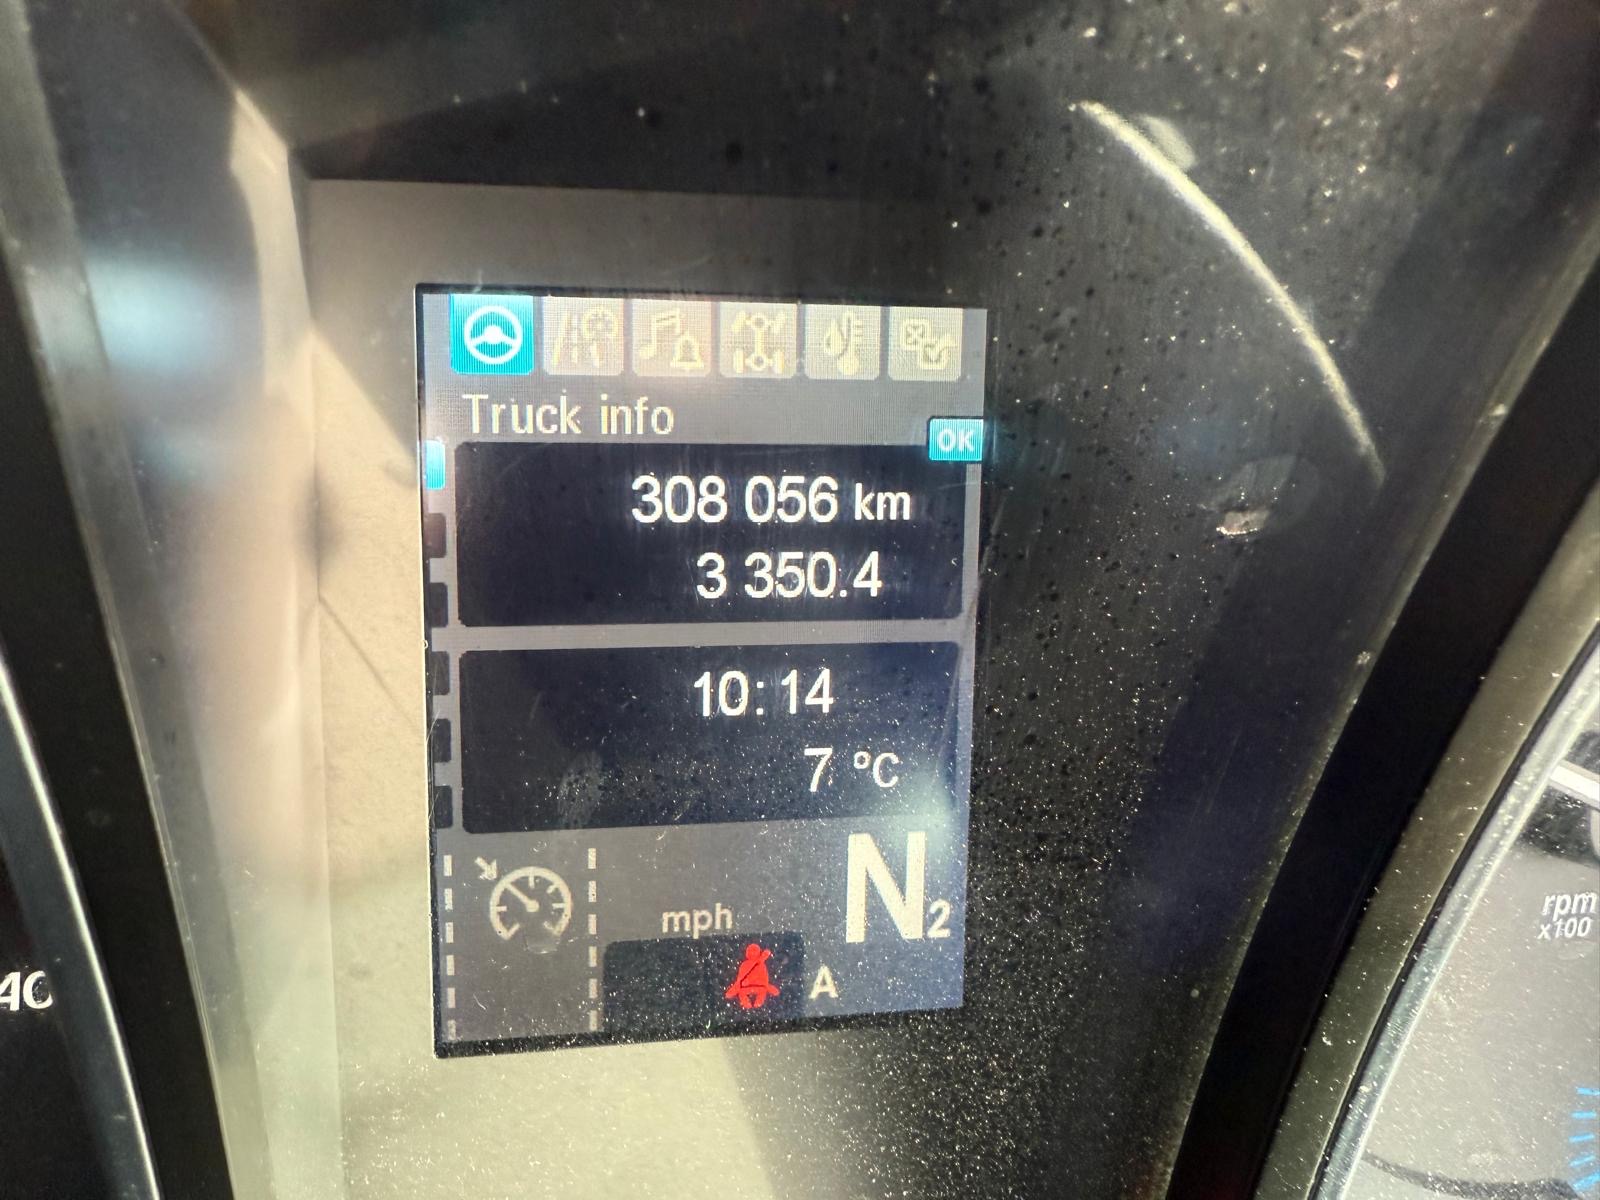 Truck info
OK
308 056 km
3 350.4
10:14
7 °C
N2
mph
A
40
rpm
x100